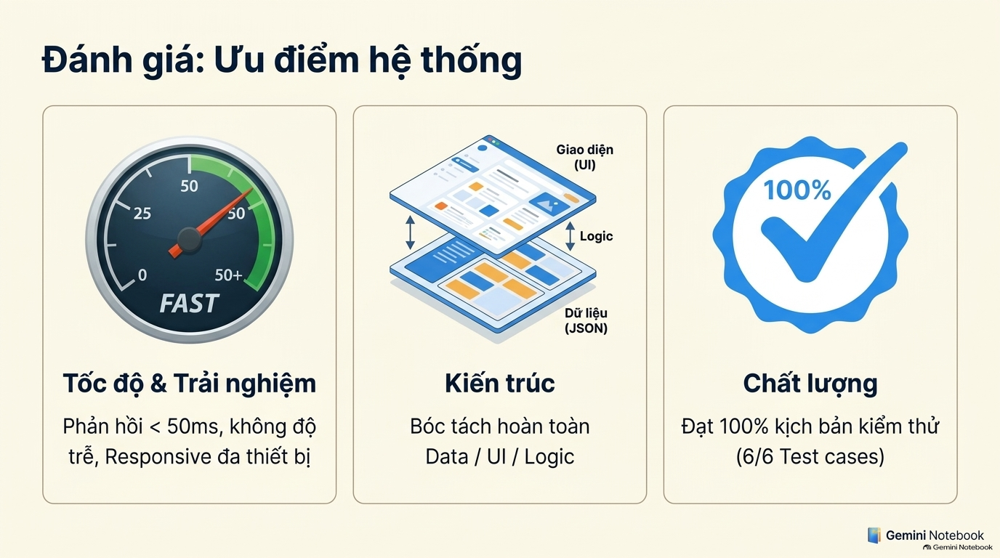 Đánh giá: Ưu điểm hệ thống
50
25
50
0
50+
FAST
Tốc độ & Trải nghiệm
Phản hồi < 50ms, không độ
trễ, Responsive đa thiết bị
Giao diện
(UI)
Logic
Dữ liệu
(JSON)
Kiến trúc
Bóc tách hoàn toàn
Data / UI / Logic
100%
Chất lượng
Đạt 100% kịch bản kiểm thử
(6/6 Test cases)
Gemini Notebook
Gemini Notebook